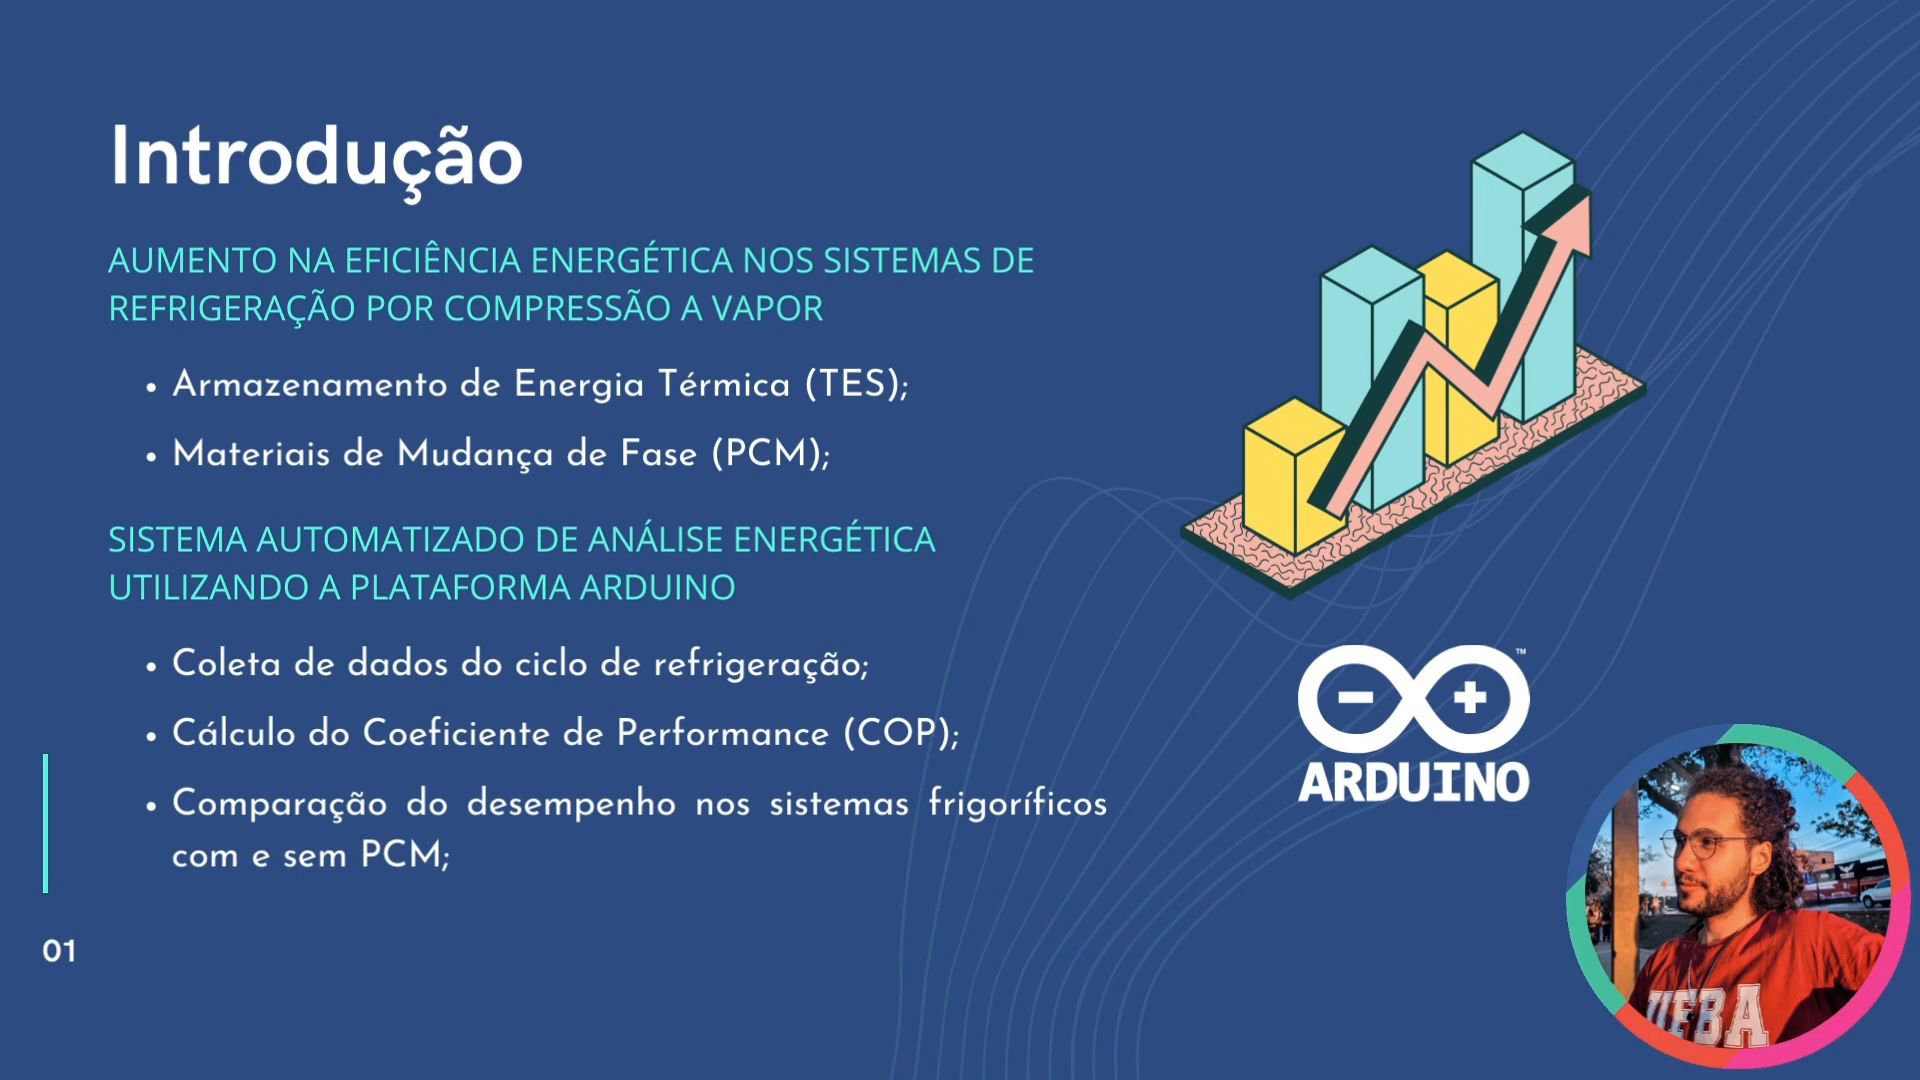 Introdução
AUMENTO NA EFICIÊNCIA ENERGÉTICA NOS SISTEMAS DE
REFRIGERAÇÃO POR COMPRESSÃO A VAPOR
• Armazenamento de Energia Térmica (TES);
• Materiais de Mudança de Fase (PCM);
SISTEMA AUTOMATIZADO DE ANÁLISE ENERGÉTICA
UTILIZANDO A PLATAFORMA ARDUINO
• Coleta de dados do ciclo de refrigeração;
• Cálculo do Coeficiente de Performance (COP);
• Comparação do desempenho nos sistemas frigoríficos
com e sem PCM;
01
TM
ARDUINO
UFBA